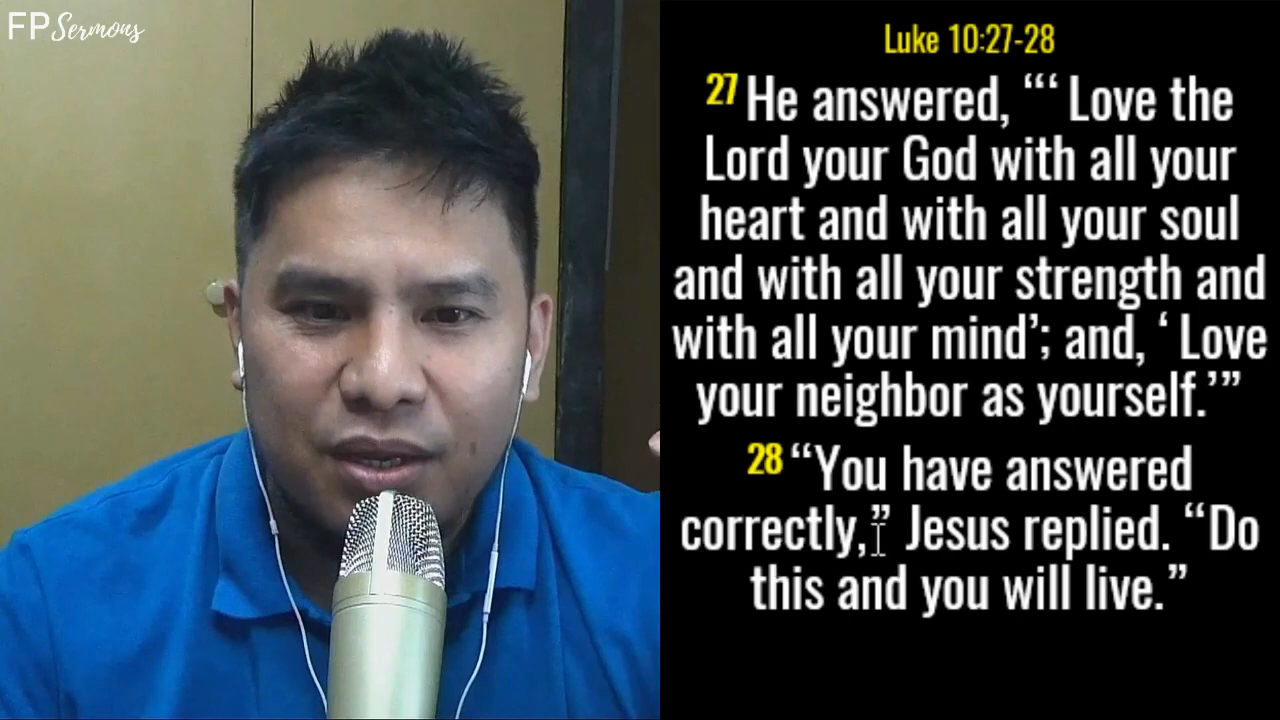 FP Sermons
Luke 10:27-28
27 He answered, “‘ Love the
Lord your God with all your
heart and with all your soul
and with all your strength and
with all your mind’; and, ‘ Love
your neighbor as yourself.’”
28 “You have answered
correctly,” Jesus replied. “Do
this and you will live.”